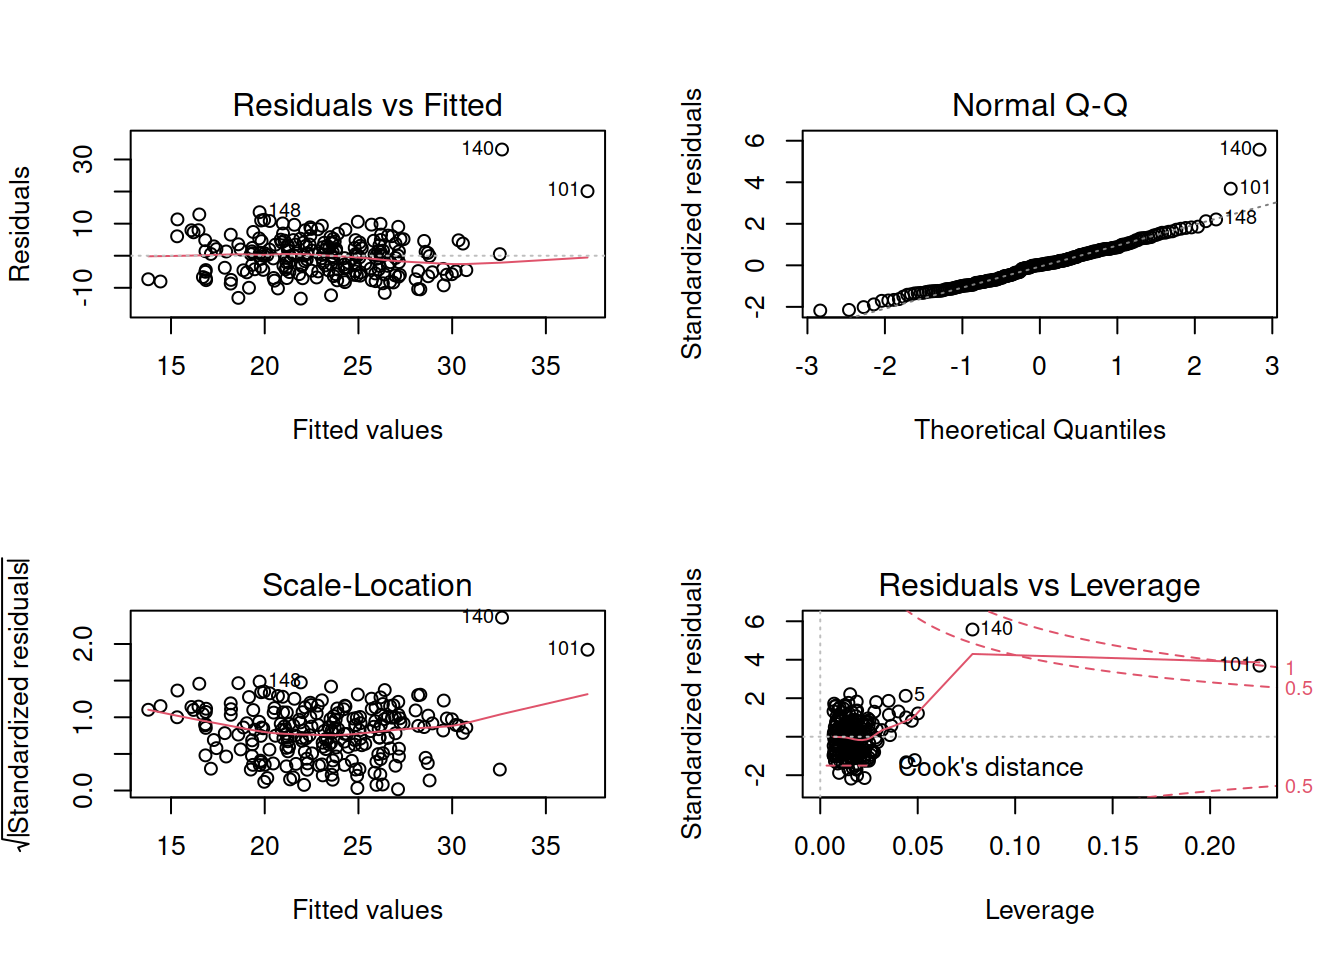 Residuals vs Fitted
Residuals
30
10
-10
140
101
148
15 20 25 30 35
Fitted values
Normal Q-Q
Standardized residuals
6
4
2
0
-2
140
101
148
-3 -2 -1 0 1 2 3
Theoretical Quantiles
Scale-Location
√|Standardized residuals|
2.0
1.0
0.0
140
101
148
15 20 25 30 35
Fitted values
Residuals vs Leverage
Standardized residuals
6
4
2
-2
140
101
5
1
0.5
0.5
Cook's distance
0.00 0.05 0.10 0.15 0.20
Leverage